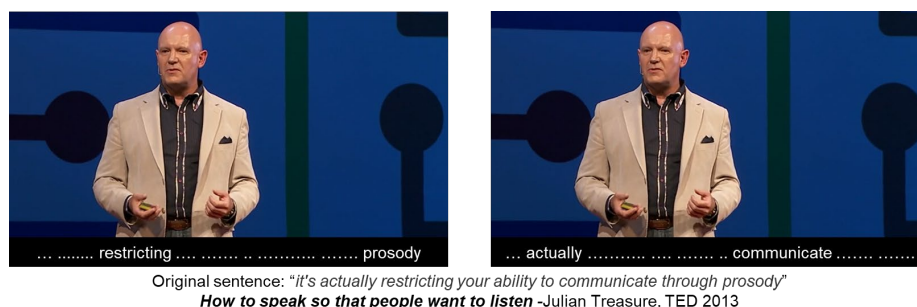 ... ........ restricting .... ....... .. ........... ....... prosody
... actually ........... .... ....... .. communicate ....... .......
Original sentence: “it's actually restricting your ability to communicate through prosody”
How to speak so that people want to listen -Julian Treasure, TED 2013